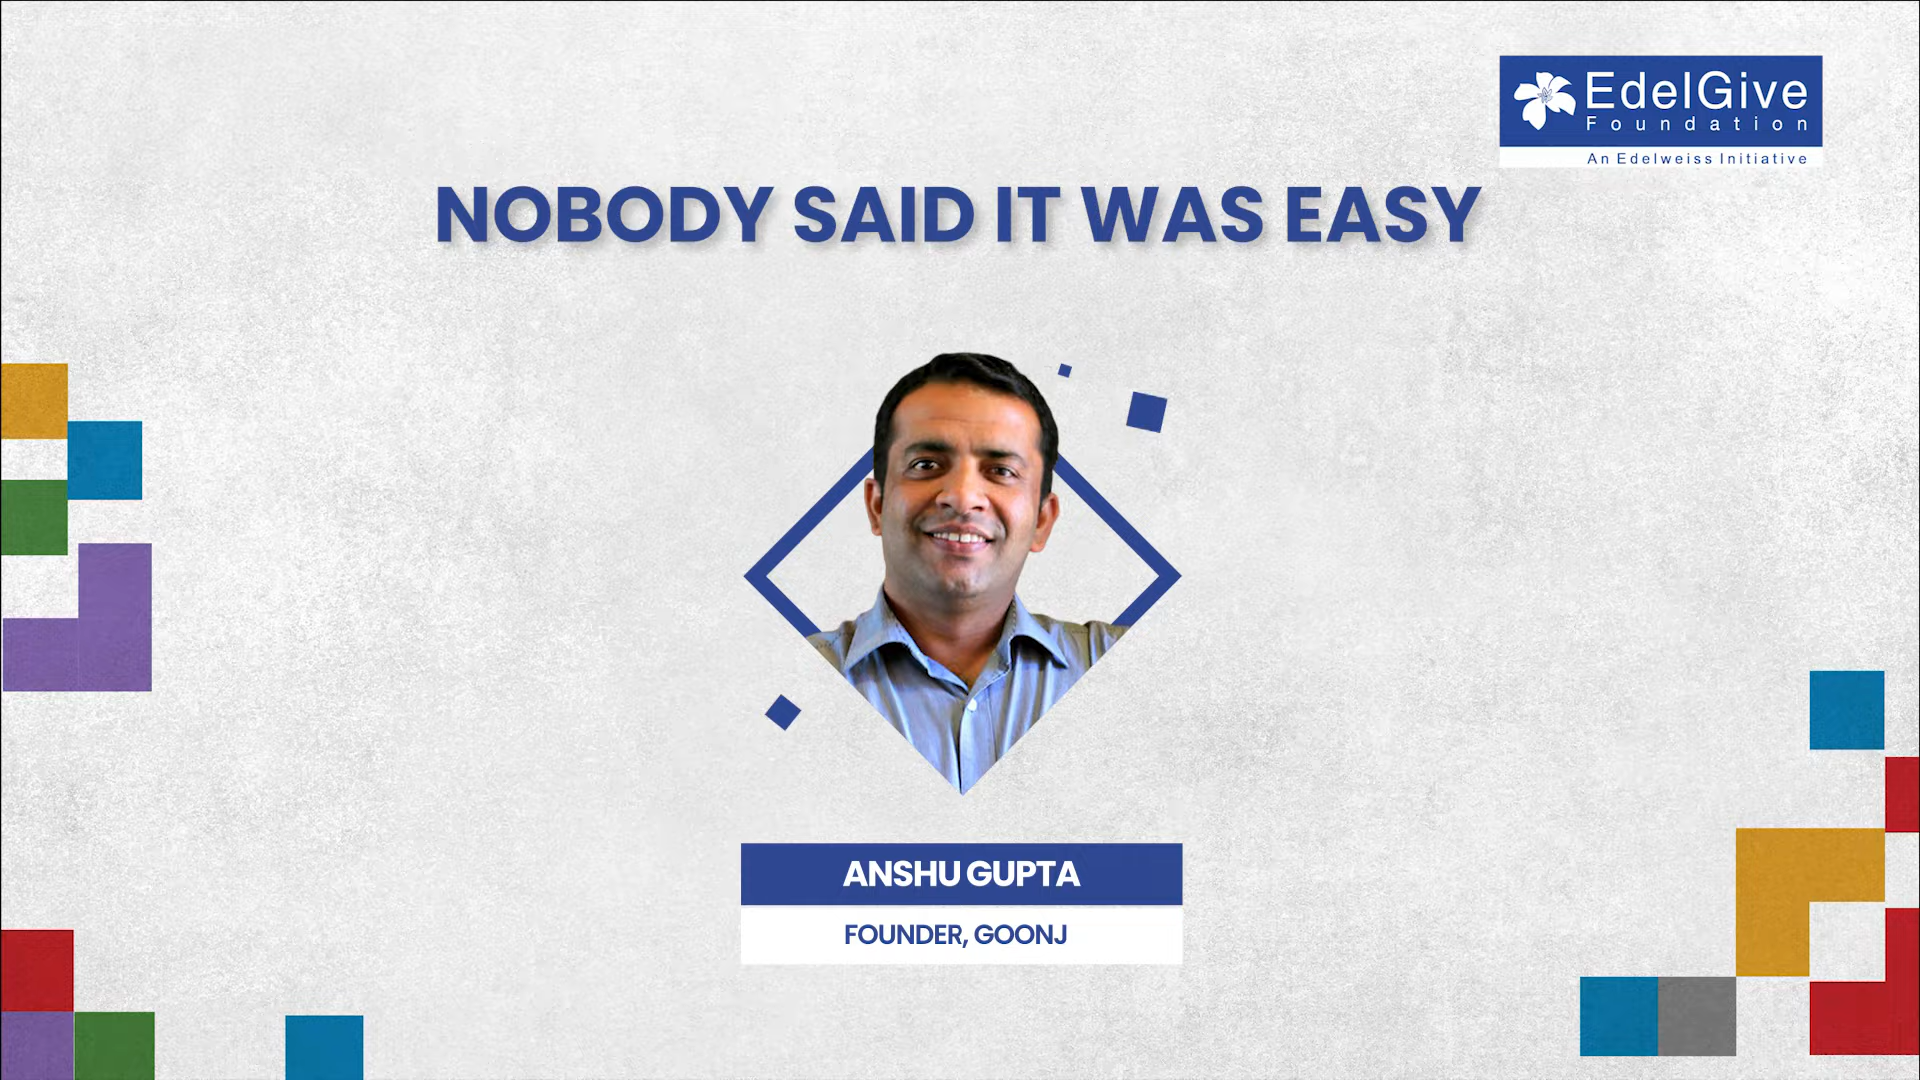 EdelGive
Foundation
An Edelweiss Initiative
NOBODY SAID IT WAS EASY
ANSHU GUPTA
FOUNDER, GOONJ